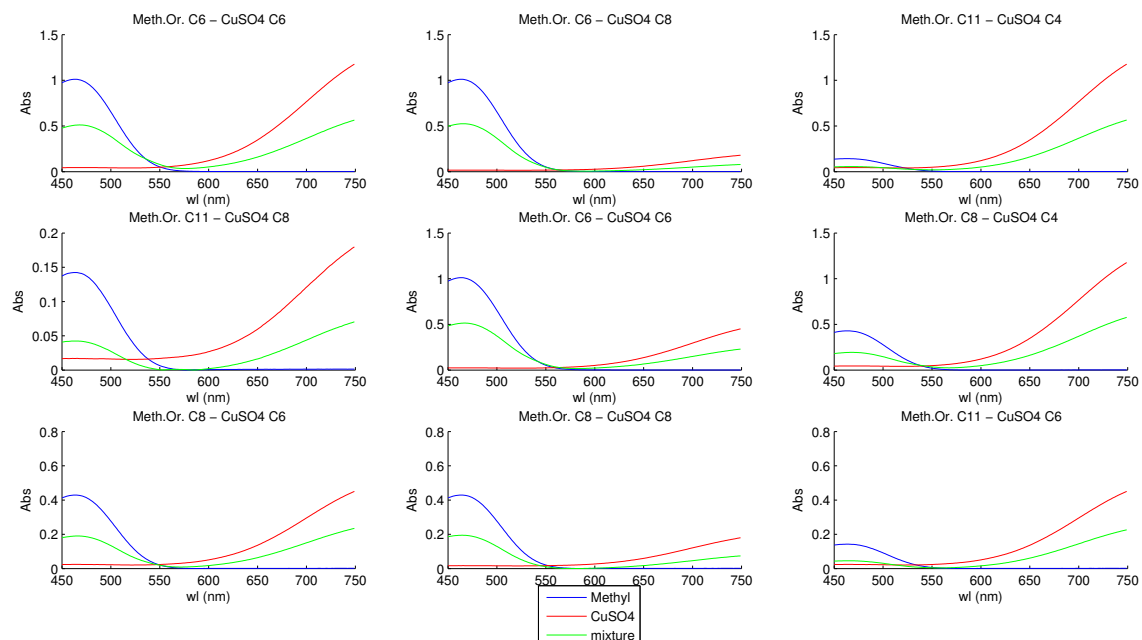 Meth.Or. C6 − CuSO4 C6
1.5
1
0.5
0
Abs
450 500 550 600 650 700 750
wl (nm)
Meth.Or. C6 − CuSO4 C8
1.5
1
0.5
0
Abs
450 500 550 600 650 700 750
wl (nm)
Meth.Or. C11 − CuSO4 C4
1.5
1
0.5
0
Abs
450 500 550 600 650 700 750
wl (nm)
Meth.Or. C11 − CuSO4 C8
0.2
0.15
0.1
0.05
0
Abs
450 500 550 600 650 700 750
wl (nm)
Meth.Or. C6 − CuSO4 C6
1.5
1
0.5
0
Abs
450 500 550 600 650 700 750
wl (nm)
Meth.Or. C8 − CuSO4 C4
1.5
1
0.5
0
Abs
450 500 550 600 650 700 750
wl (nm)
Meth.Or. C8 − CuSO4 C6
0.8
0.6
0.4
0.2
0
Abs
450 500 550 600 650 700 750
wl (nm)
Meth.Or. C8 − CuSO4 C8
0.8
0.6
0.4
0.2
0
Abs
450 500 550 600 650 700 750
Meth.Or. C11 − CuSO4 C6
0.8
0.6
0.4
0.2
0
Abs
450 500 550 600 650 700 750
wl (nm)
Methyl
CuSO4
mixture